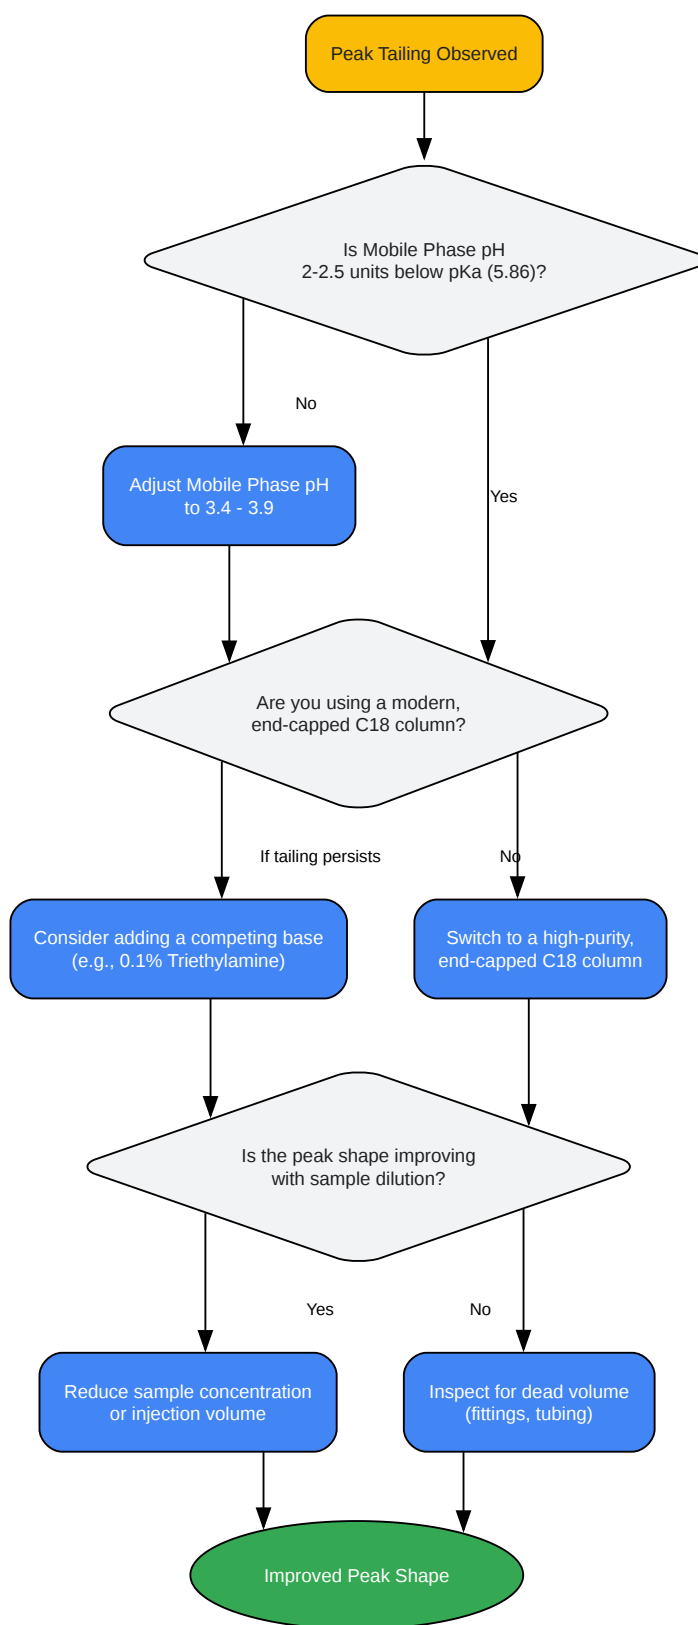 Peak Tailing Observed
Is Mobile Phase pH
2-2.5 units below pKa (5.86)?
No
Adjust Mobile Phase pH
to 3.4 - 3.9
Yes
Are you using a modern,
end-capped C18 column?
If tailing persists
No
Consider adding a competing base
(e.g., 0.1% Triethylamine)
Switch to a high-purity,
end-capped C18 column
Is the peak shape improving
with sample dilution?
Yes
No
Reduce sample concentration
or injection volume
Inspect for dead volume
(fittings, tubing)
Improved Peak Shape